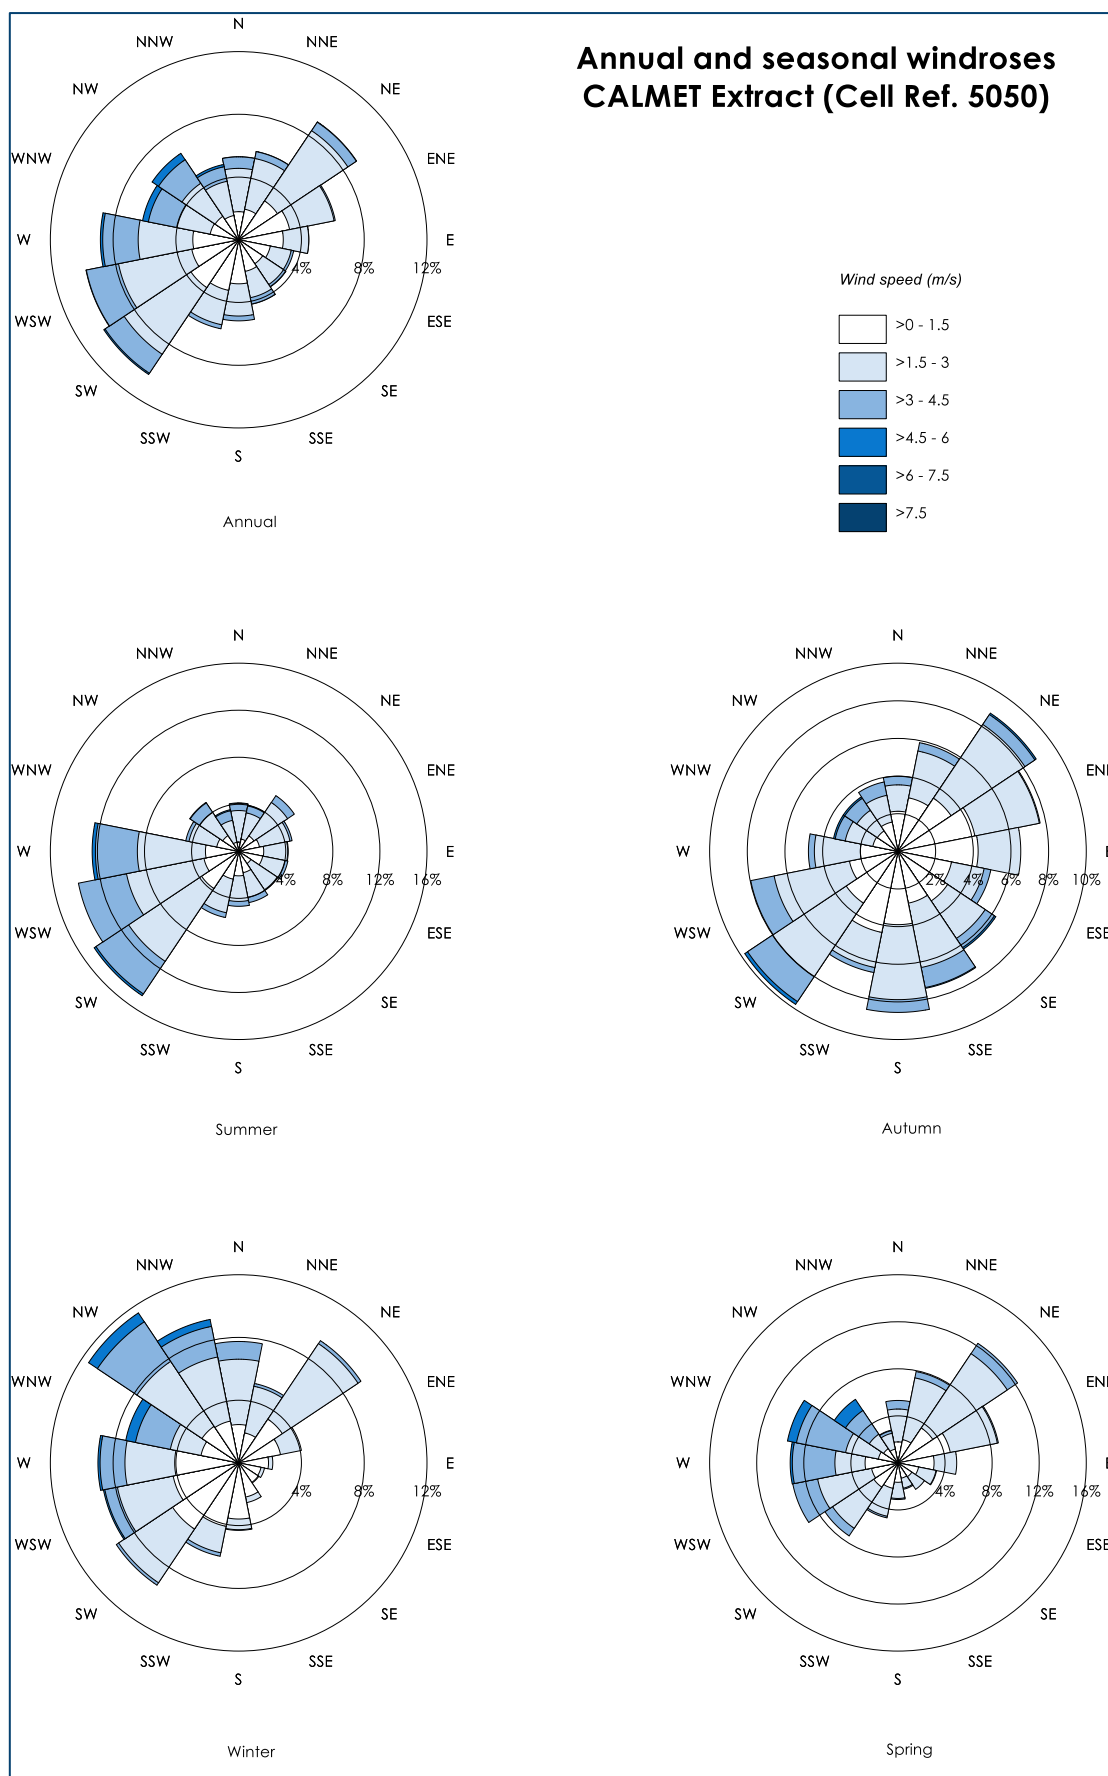 Annual and seasonal windroses
CALMET Extract (Cell Ref. 5050)
N
NNW NNE
NW NE
WNW ENE
W E
4% 8% 12%
WSW ESE
SW SE
SSW SSE
S
Annual
Wind speed (m/s)
>0 - 1.5
>1.5 - 3
>3 - 4.5
>4.5 - 6
>6 - 7.5
>7.5
N
NNW NNE
NW NE
WNW ENE
W E
4% 8% 12% 16%
WSW ESE
SW SE
SSW SSE
S
Summer
N
NNW NNE
NW NE
WNW
W
2% 4% 6% 8% 10%
WSW ESE
SW SE
SSW SSE
S
Autumn
N
NNW NNE
NW NE
WNW ENE
W E
4% 8% 12%
WSW ESE
SW SE
SSW SSE
S
Winter
N
NNW NNE
NW NE
WNW
W
4% 8% 12% 16%
WSW ESE
SW SE
SSW SSE
S
Spring